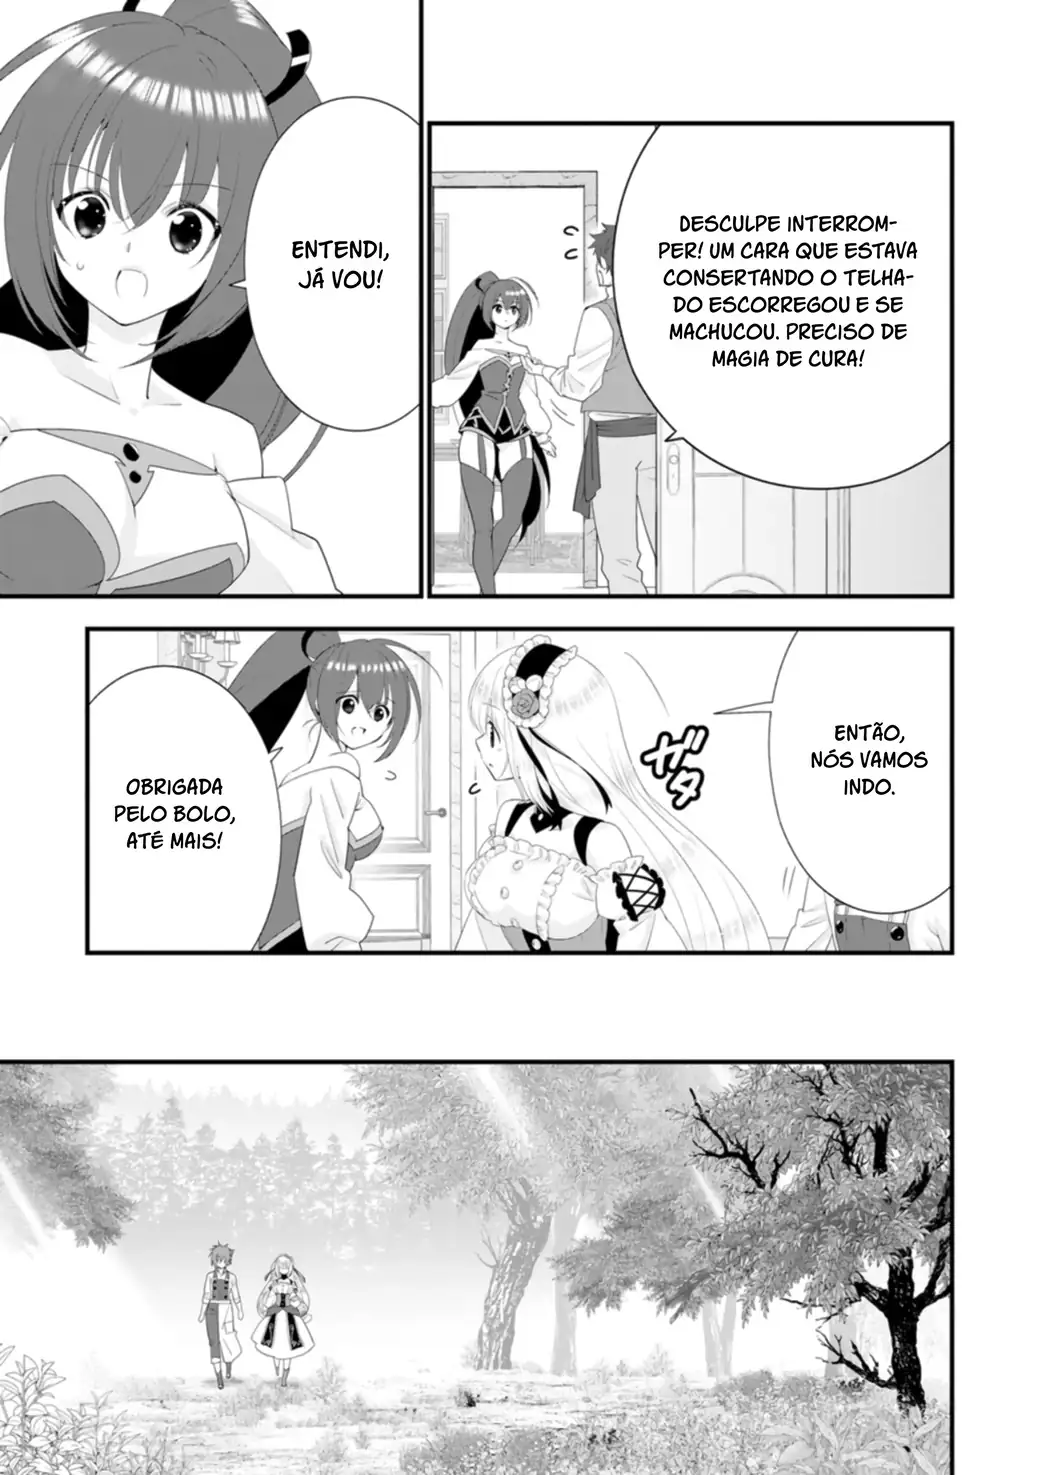 DESCULPE INTERROM-
PER! UM CARA QUE ESTAVA
CONSERTANDO O TELHA-
DO ESCORREGOU E SE
MACHUCOU. PRECISO DE
MAGIA DE CURA!
ENTENDI,
JÁ VOU!
ENTÃO,
NÓS VAMOS
INDO.
ガタ
OBRIGADA
PELO BOLO,
ATÉ MAIS!